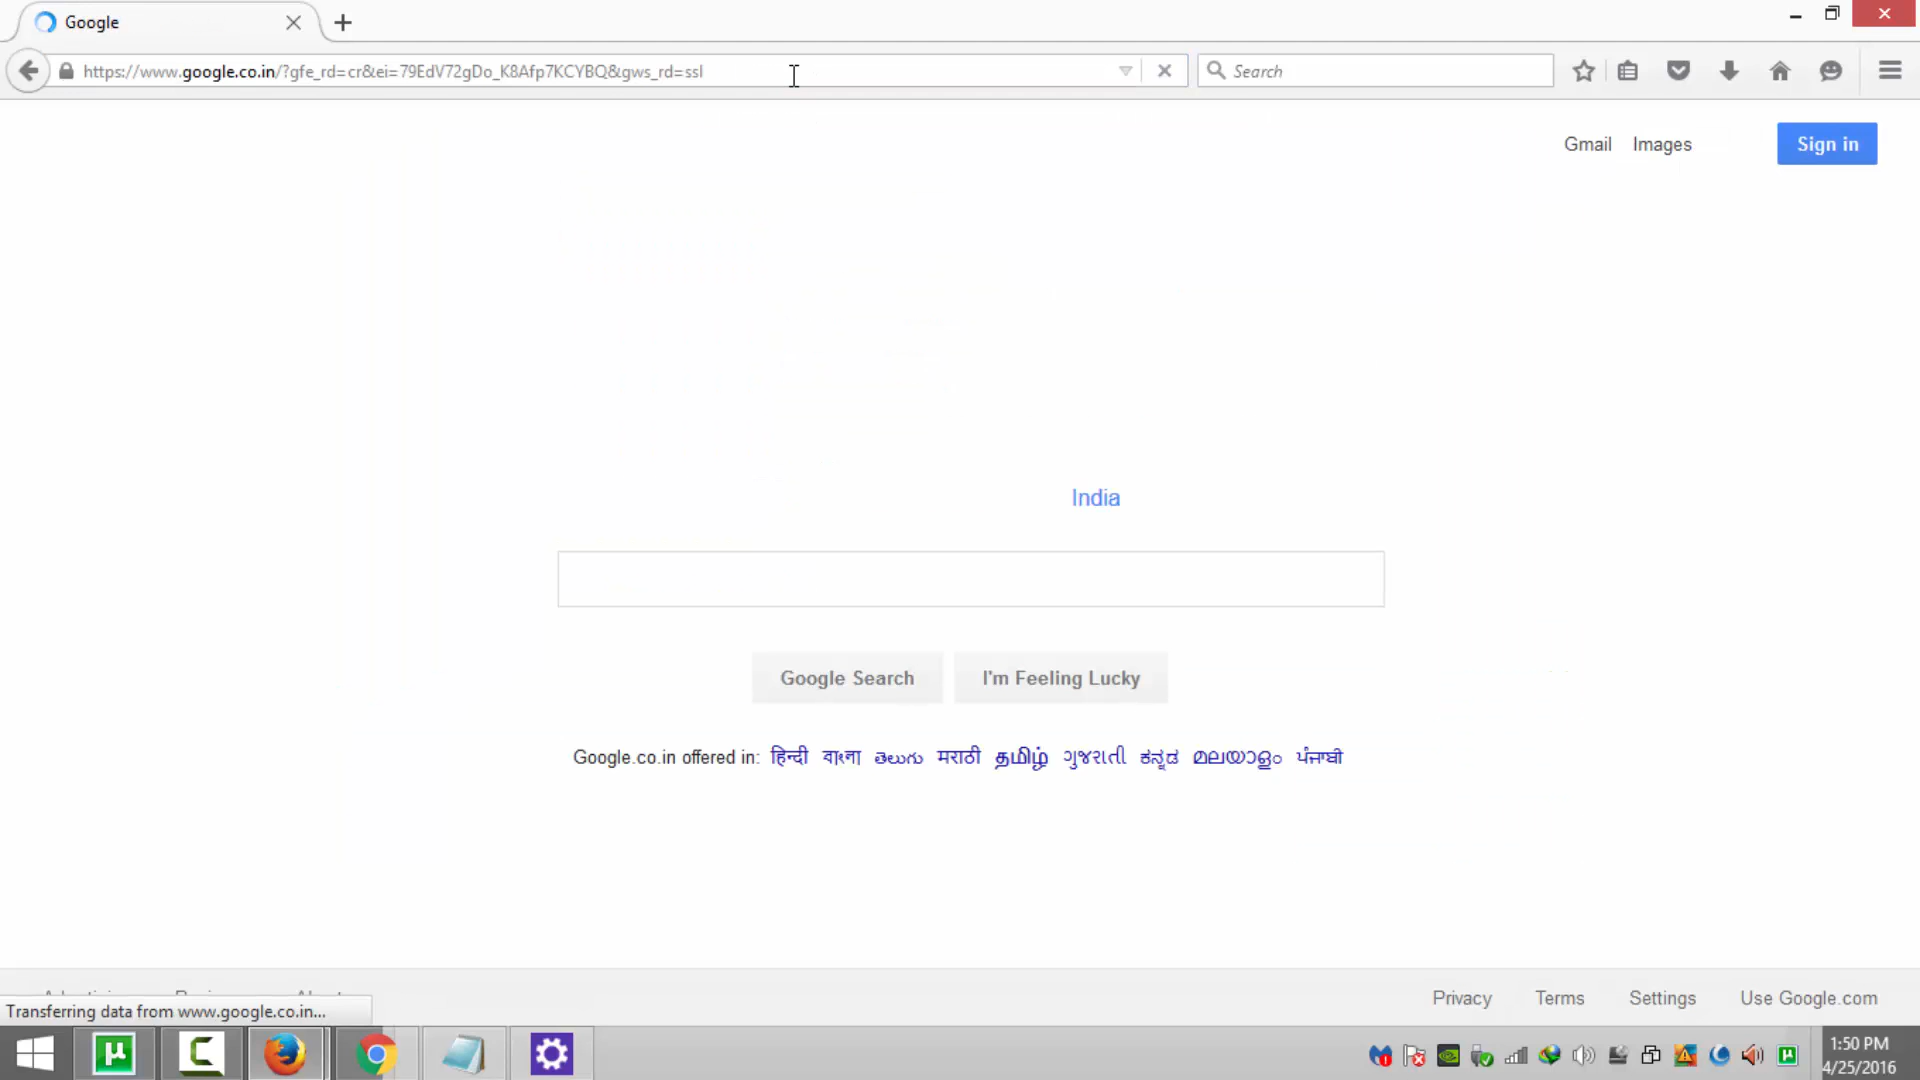 Google
https://www.google.co.in/?gfe_rd=cr&ei=79EdV72gDo_K8Afp7KCYBQ&gws_rd=ssl
Search
Gmail Images Sign in
India
Google Search I'm Feeling Lucky
Google.co.in offered in: हिन्दी বাংলা తెలుగు मराठी தமிழ் ગુજરાતી ಕನ್ನಡ മലയാളം ਪੰਜਾਬੀ
Privacy Terms Settings Use Google.com
Transferring data from www.google.co.in...
1:50 PM
4/25/2016